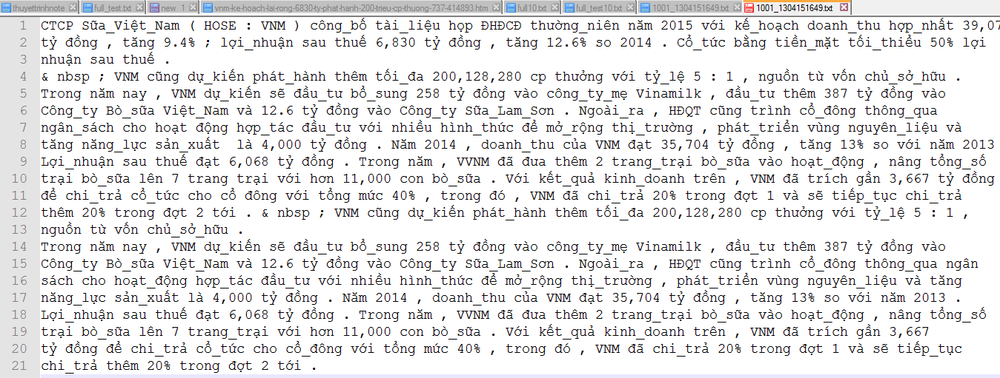 thuyettrinhnote full_test.txt new 1 vnm-ke-hoach-lai-rong-6830-ty-phat-hanh-200-trieu-cp-thuong-737-414893.htm full10.txt full_test10.txt 1001_1304151649.txt 1001_1304151649.txt
1 CTCP Sữa_Việt_Nam ( HOSE : VNM ) công_bố tài_liệu họp ĐHĐCĐ thường_niên năm 2015 với kế_hoạch doanh_thu hợp_nhất 39,07
2 tỷ đồng , tăng 9.4% ; lợi_nhuận sau thuế 6,830 tỷ đồng , tăng 12.6% so 2014 . Cổ_tức bằng tiền_mặt tối_thiểu 50% lợi
3 nhuận sau thuế .
4 & nbsp ; VNM cũng dự_kiến phát_hành thêm tối_đa 200,128,280 cp thưởng với tỷ_lệ 5 : 1 , nguồn từ vốn chủ_sở_hữu .
5 Trong năm nay , VNM dự_kiến sẽ đầu_tư bổ_sung 258 tỷ đồng vào công_ty_mẹ Vinamilk , đầu_tư thêm 387 tỷ đồng vào
6 Công_ty Bò_sữa Việt_Nam và 12.6 tỷ đồng vào Công_ty Sữa_Lam_Sơn . Ngoài_ra , HĐQT cũng trình cổ_đông thông_qua
7 ngân_sách cho hoạt động hợp_tác đầu_tư với nhiều hình_thức để mở_rộng thị_trường , phát_triển vùng nguyên_liệu và
8 tăng_năng_lực sản_xuất  là 4,000 tỷ đồng . Năm 2014 , doanh_thu của VNM đạt 35,704 tỷ đồng , tăng 13% so với năm 2013
9 Lợi_nhuận sau thuế đạt 6,068 tỷ đồng . Trong năm , VVNM đã đưa thêm 2 trang_trại bò_sữa vào hoạt_động , nâng tổng_số
10 trại bò_sữa lên 7 trang_trại với hơn 11,000 con bò_sữa . Với kết_quả kinh_doanh trên , VNM đã trích gần 3,667 tỷ đồng
11 để chi_trả cổ_tức cho cổ đông với tổng mức 40% , trong đó , VNM đã chi_trả 20% trong đợt 1 và sẽ tiếp_tục chi_trả
12 thêm 20% trong đợt 2 tới . & nbsp ; VNM cũng dự_kiến phát_hành thêm tối_đa 200,128,280 cp thưởng với tỷ_lệ 5 : 1 ,
13 nguồn từ vốn chủ_sở_hữu .
14 Trong năm nay , VNM dự_kiến sẽ đầu_tư bổ_sung 258 tỷ đồng vào công_ty_mẹ Vinamilk , đầu_tư thêm 387 tỷ đồng vào
15 Công_ty Bò_sữa Việt_Nam và 12.6 tỷ đồng vào Công_ty Sữa_Lam_Sơn . Ngoài_ra , HĐQT cũng trình cổ_đông thông_qua ngân
16 sách cho hoạt_động hợp_tác đầu_tư với nhiều hình_thức để mở_rộng thị_trường , phát_triển vùng nguyên_liệu và tăng
17 năng_lực sản_xuất là 4,000 tỷ đồng . Năm 2014 , doanh_thu của VNM đạt 35,704 tỷ đồng , tăng 13% so với năm 2013 .
18 Lợi_nhuận sau thuế đạt 6,068 tỷ đồng . Trong năm , VVNM đã đưa thêm 2 trang_trại bò_sữa vào hoạt_động , nâng tổng_số
19 trại bò_sữa lên 7 trang_trại với hơn 11,000 con bò_sữa . Với kết_quả kinh_doanh trên , VNM đã trích gần 3,667
20 tỷ đồng để chi_trả cổ_tức cho cổ_đông với tổng mức 40% , trong đó , VNM đã chi_trả 20% trong đợt 1 và sẽ tiếp_tục
21 chi_trả thêm 20% trong đợt 2 tới .